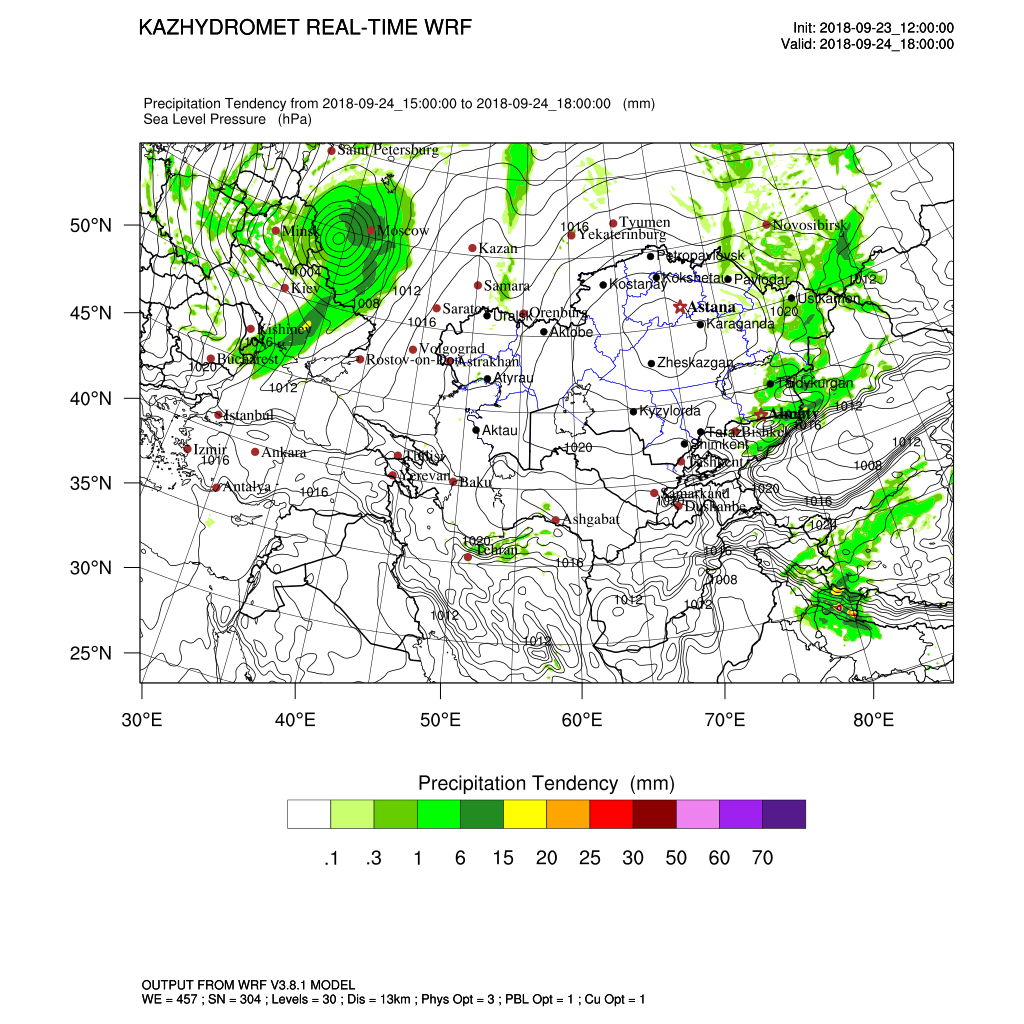 KAZHYDROMET REAL-TIME WRF
Init: 2018-09-23_12:00:00
Valid: 2018-09-24_18:00:00
Precipitation Tendency from 2018-09-24_15:00:00 to 2018-09-24_18:00:00 (mm)
Sea Level Pressure (hPa)
Saint/Petersburg
50°N
Minsk
Moscow
1016
Tyumen
Yekaterinburg
Novosibirsk
Kazan
Petropavlovsk
1004
Kiev
Samara
Kostanay
Kokshetau
Pavlodar
1012
1012
1008
Ustkamen
45°N
Saratov
Uralsk
Orenburg
Astana
1020
1016
Aktobe
Karaganda
Kishinev
1016
Volgograd
Bucharest
Rostov-on-Don
Astrakhan
Zheskazgan
1020
Atyrau
Taldykurgan
1012
40°N
Istanbul
Kyzylorda
Almaty
1012
1016
Aktau
Taraz
Bishkek
Shimkent
1012
Izmir
Ankara
1020
1016
Tbilisi
Tashkent
1008
35°N
Antalya
1016
Yerevan
Baku
Samarkand
1020
1016
Dushanbe
Ashgabat
1024
1020
Tehran
1016
1016
30°N
1008
1012
1012
1012
1012
25°N
30°E
40°E
50°E
60°E
70°E
80°E
Precipitation Tendency (mm)
.1 .3 1 6 15 20 25 30 50 60 70
OUTPUT FROM WRF V3.8.1 MODEL
WE = 457 ; SN = 304 ; Levels = 30 ; Dis = 13km ; Phys Opt = 3 ; PBL Opt = 1 ; Cu Opt = 1